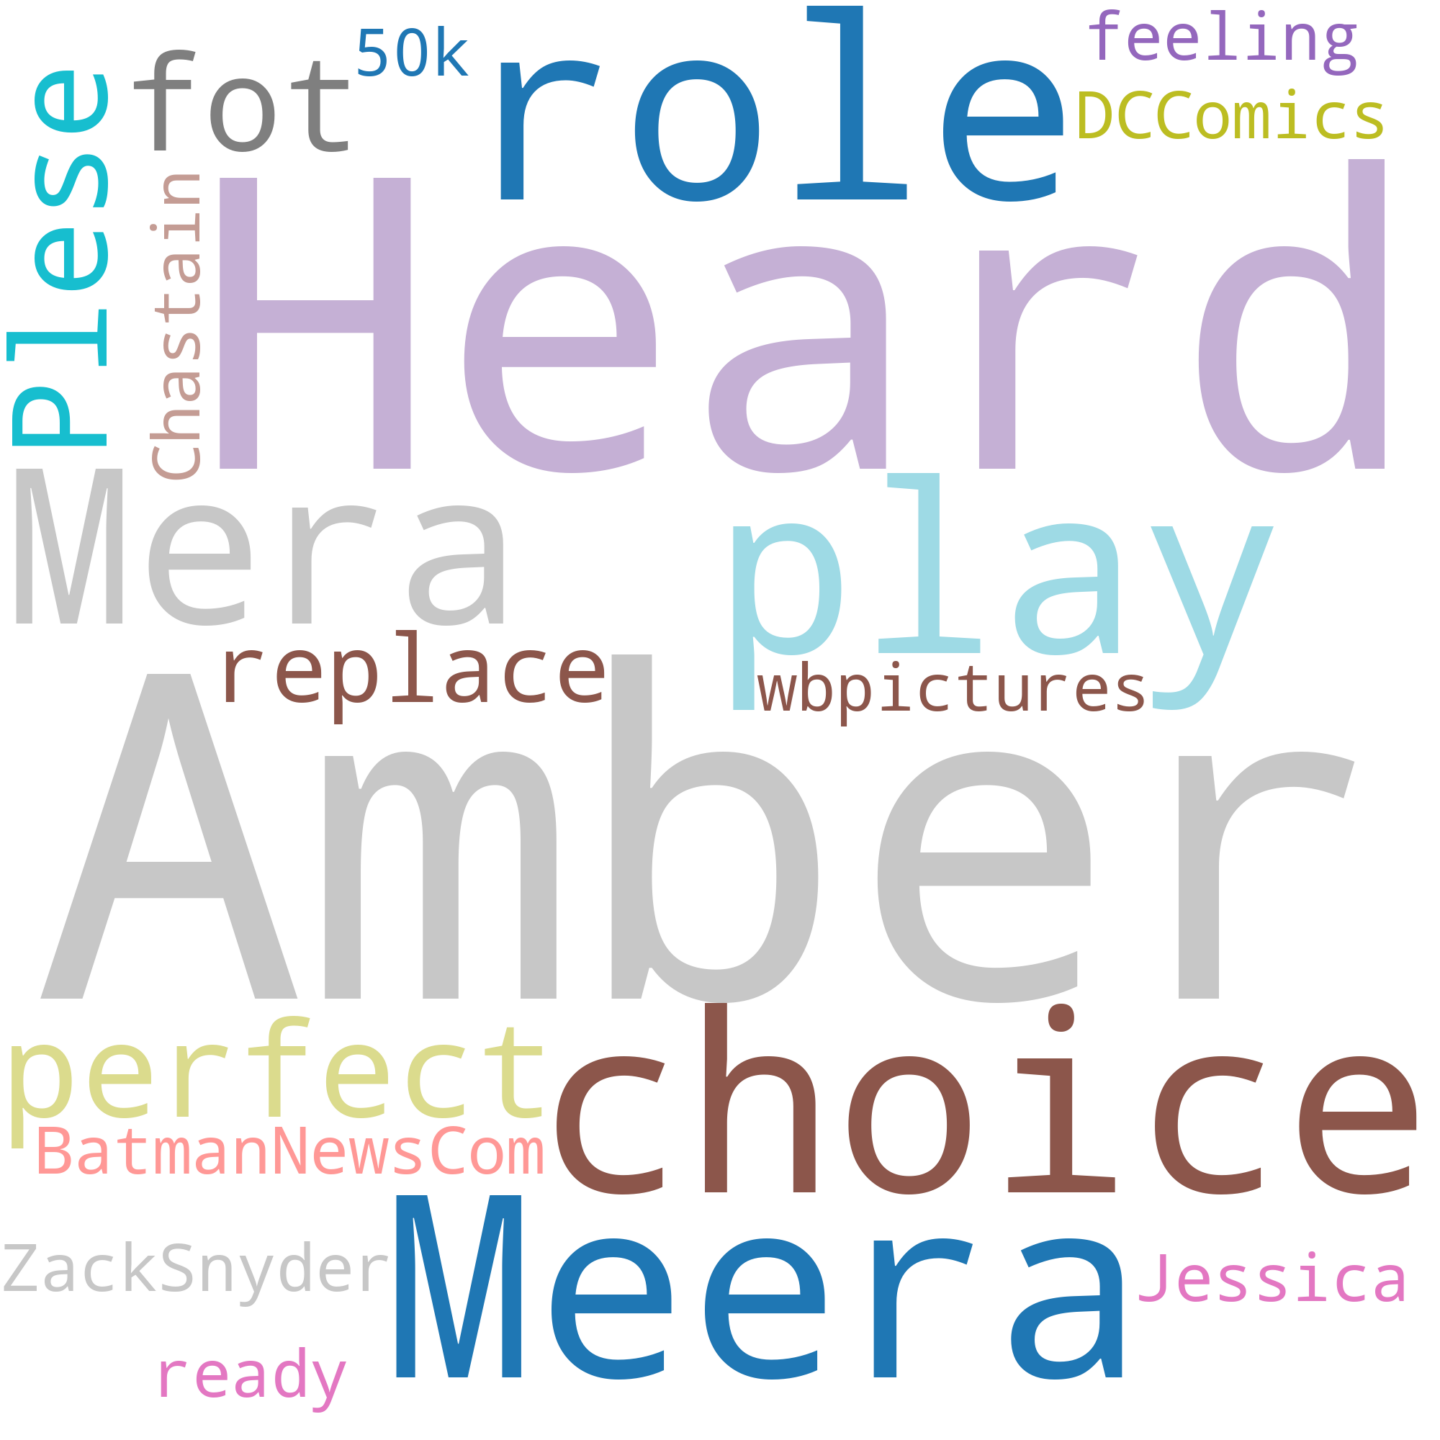 50k
role
feeling
DCComics
fot
Plese
Chastain
Heard
Mera
play
replace
wbpictures
Amber
perfect
choice
BatmanNewsCom
Meera
ZackSnyder
Jessica
ready